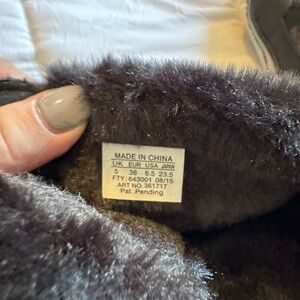 MADE IN CHINA
UK EUR USA JAPAN
5 38 6.5 23.5
FTY: 643001 08/15
ART NO. 361717
Pat. Pending